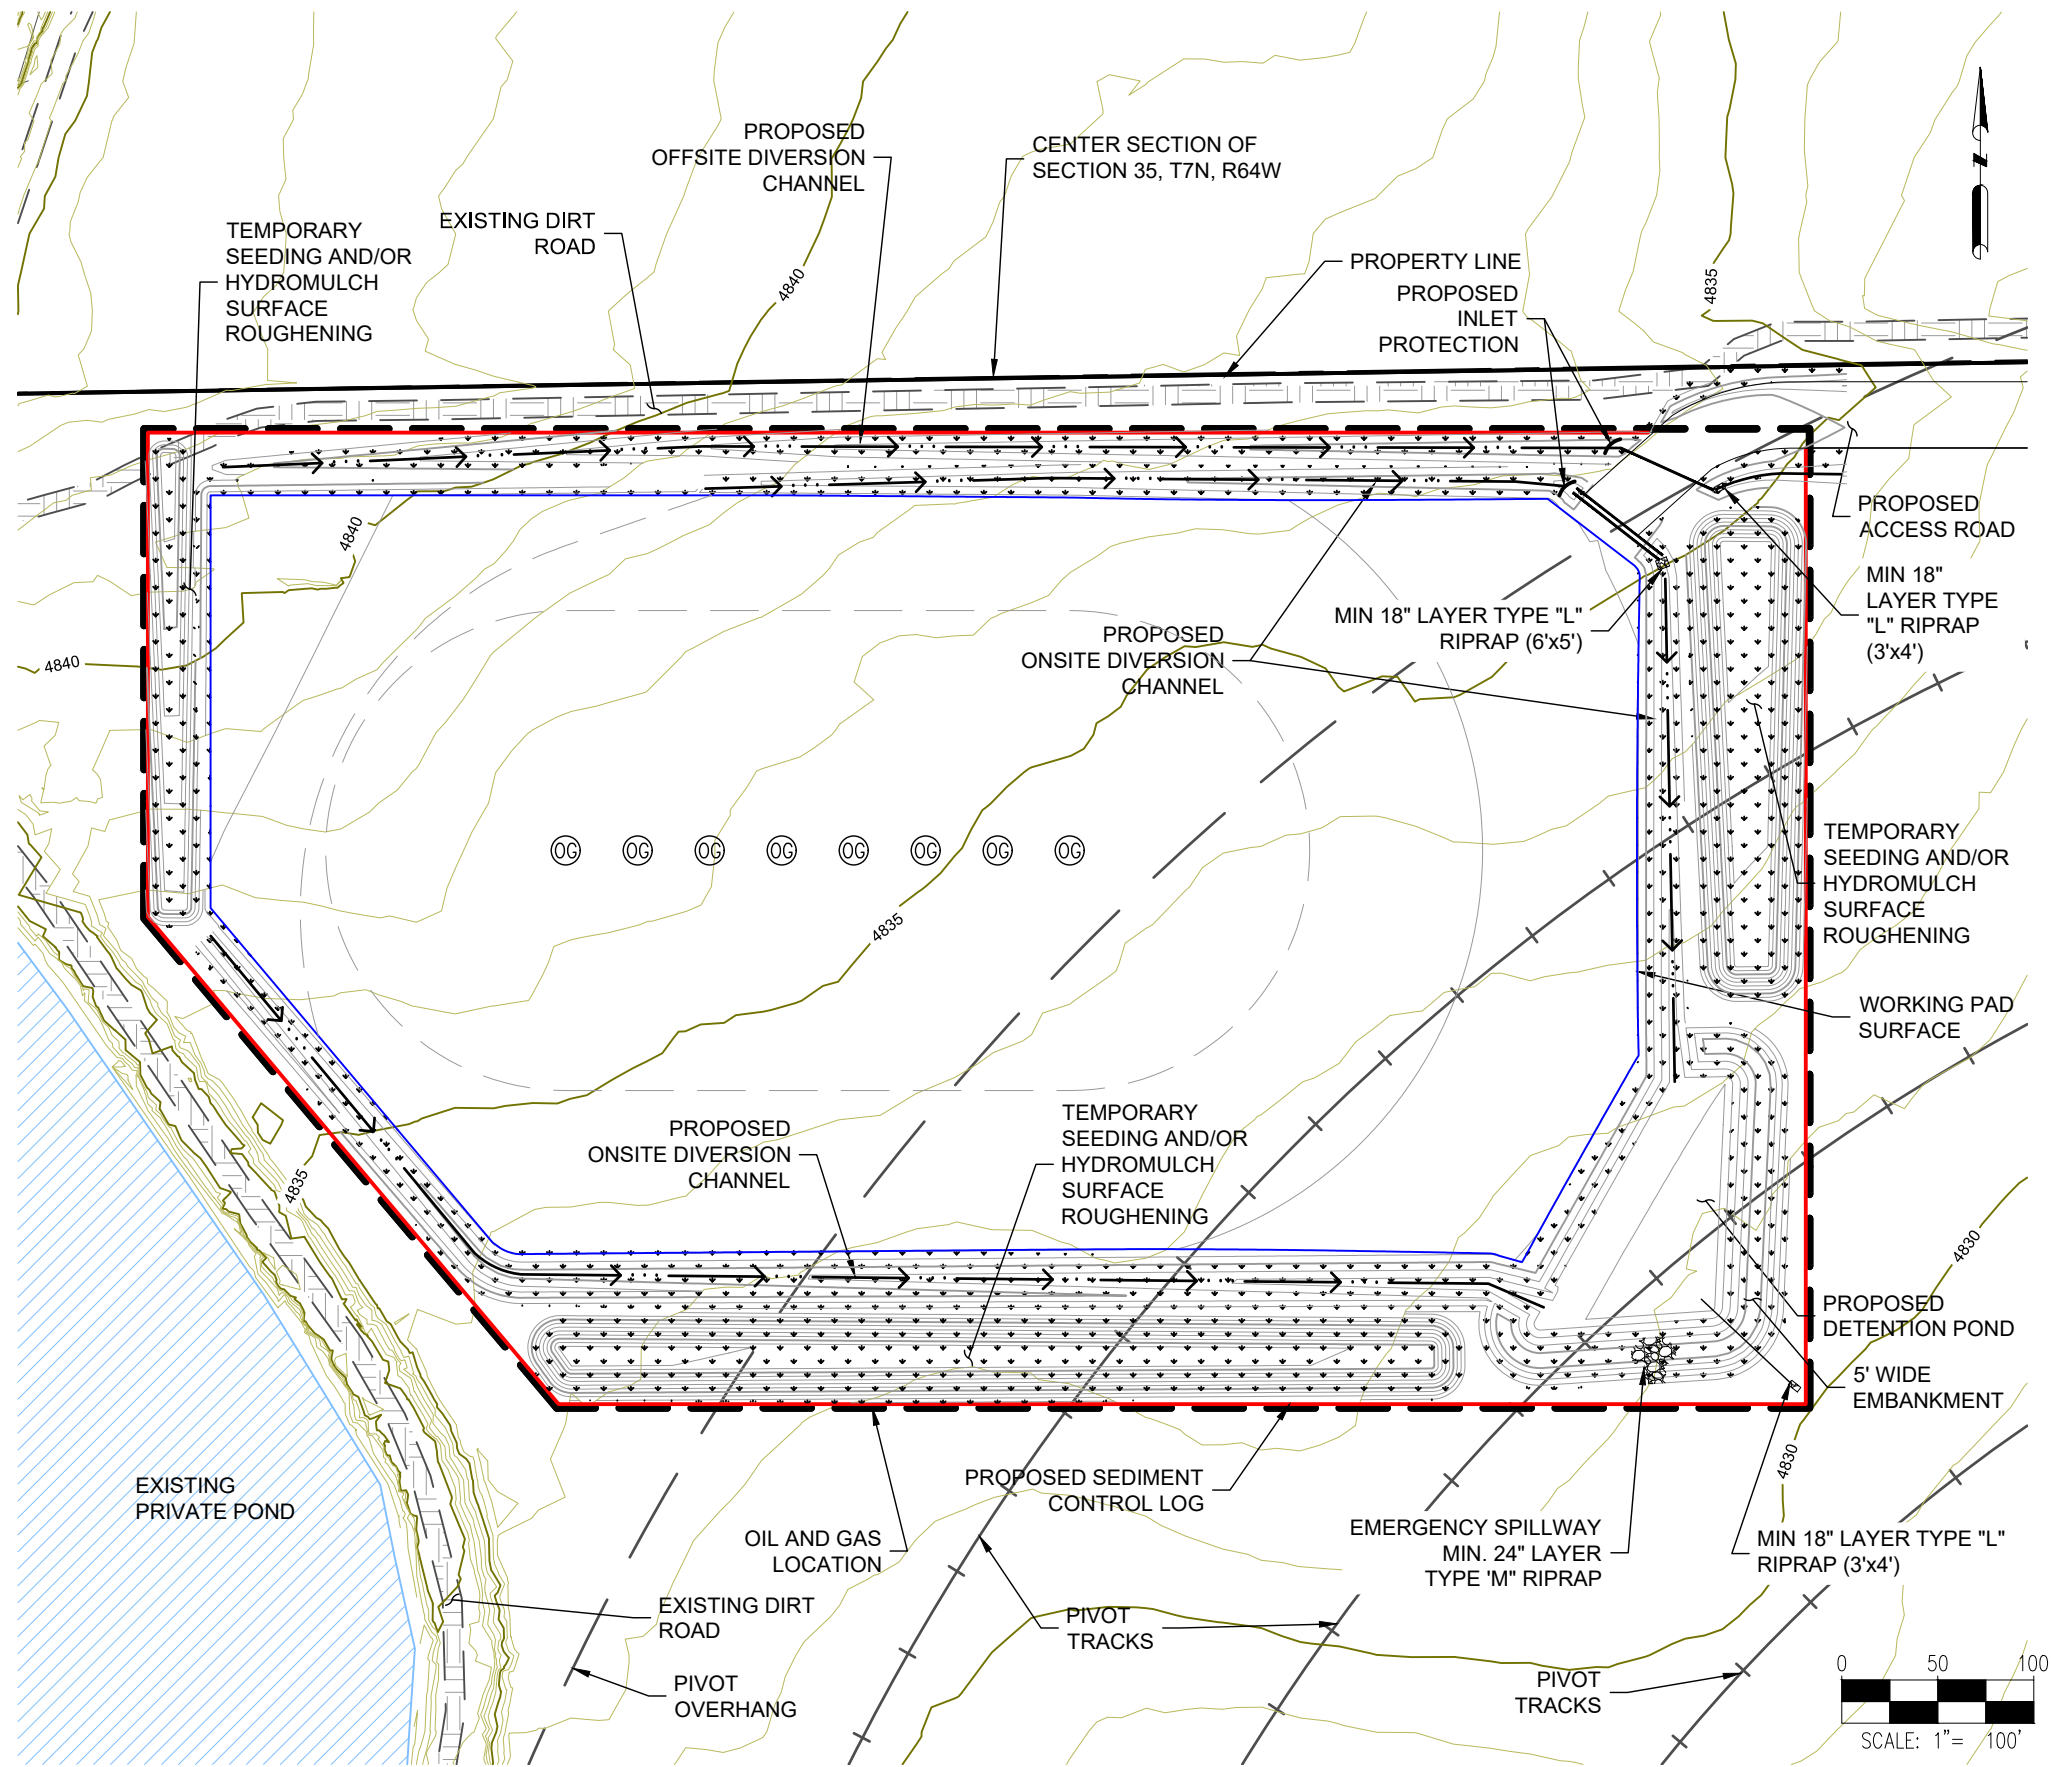 PROPOSED
OFFSITE DIVERSION
CHANNEL
CENTER SECTION OF
SECTION 35, T7N, R64W
TEMPORARY
SEEDING AND/OR
HYDROMULCH
SURFACE
ROUGHENING
EXISTING DIRT
ROAD
4840
PROPERTY LINE
PROPOSED
INLET
PROTECTION
4835
N
4840
4840
PROPOSED
ACCESS ROAD
MIN 18"
LAYER TYPE
"L" RIPRAP
(3'x4')
MIN 18" LAYER TYPE "L"
RIPRAP (6'x5')
PROPOSED
ONSITE DIVERSION
CHANNEL
OG OG OG OG OG OG OG OG
4835
TEMPORARY
SEEDING AND/OR
HYDROMULCH
SURFACE
ROUGHENING
WORKING PAD
SURFACE
PROPOSED
ONSITE DIVERSION
CHANNEL
TEMPORARY
SEEDING AND/OR
HYDROMULCH
SURFACE
ROUGHENING
4835
4830
PROPOSED
DETENTION POND
5' WIDE
EMBANKMENT
4830
EXISTING
PRIVATE POND
PROPOSED SEDIMENT
CONTROL LOG
OIL AND GAS
LOCATION
EMERGENCY SPILLWAY
MIN. 24" LAYER
TYPE 'M" RIPRAP
MIN 18" LAYER TYPE "L"
RIPRAP (3'x4')
EXISTING DIRT
ROAD
PIVOT
TRACKS
PIVOT
OVERHANG
PIVOT
TRACKS
0 50 100
SCALE: 1"= 100'